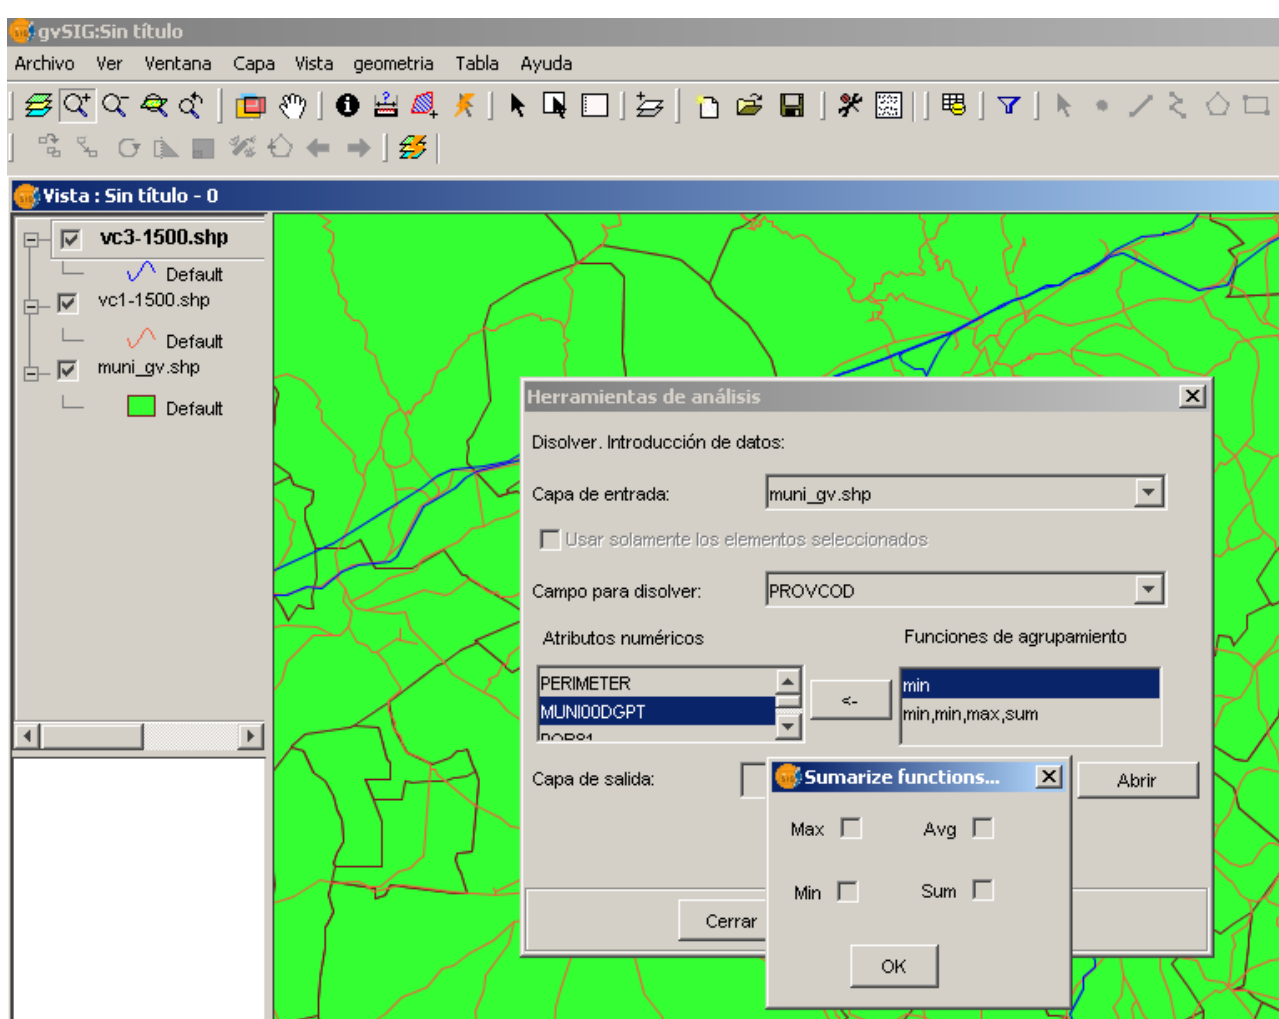 gvSIG:Sin título
Archivo Ver Ventana Capa Vista geometria Tabla Ayuda
Vista : Sin título - 0
vc3-1500.shp
Default
vc1-1500.shp
Default
muni_gv.shp
Default
Herramientas de análisis
Disolver. Introducción de datos:
Capa de entrada: muni_gv.shp
Usar solamente los elementos seleccionados
Campo para disolver: PROVCOD
Atributos numéricos Funciones de agrupamiento
PERIMETER
MUNI00DGPT
<-
min
min,min,max,sum
Capa de salida: Abrir
Cerrar
Sumarize functions...
Max Avg
Min Sum
OK